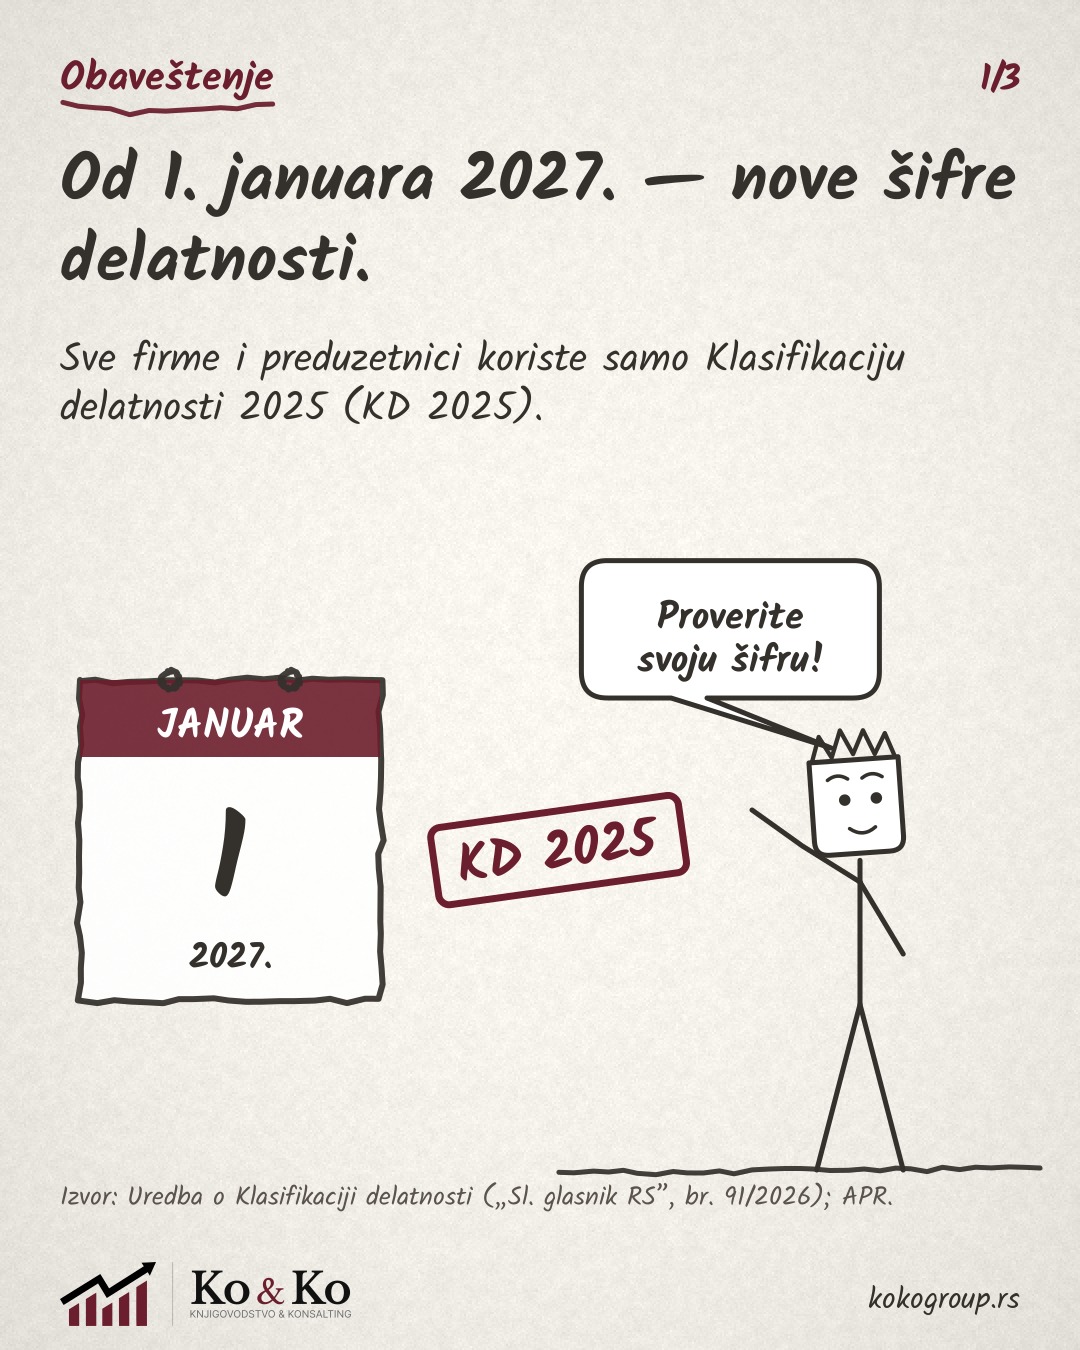 Obaveštenje
1/3
Od 1. januara 2027. — nove šifre
delatnosti.
Sve firme i preduzetnici koriste samo Klasifikaciju
delatnosti 2025 (KD 2025).
Proverite
svoju šifru!
JANUAR
1
2027.
KD 2025
Izvor: Uredba o Klasifikaciji delatnosti („Sl. glasnik RS”, br. 91/2026); APR.
Ko & Ko
KNJIGOVODSTVO & KONSALTING
kokogroup.rs